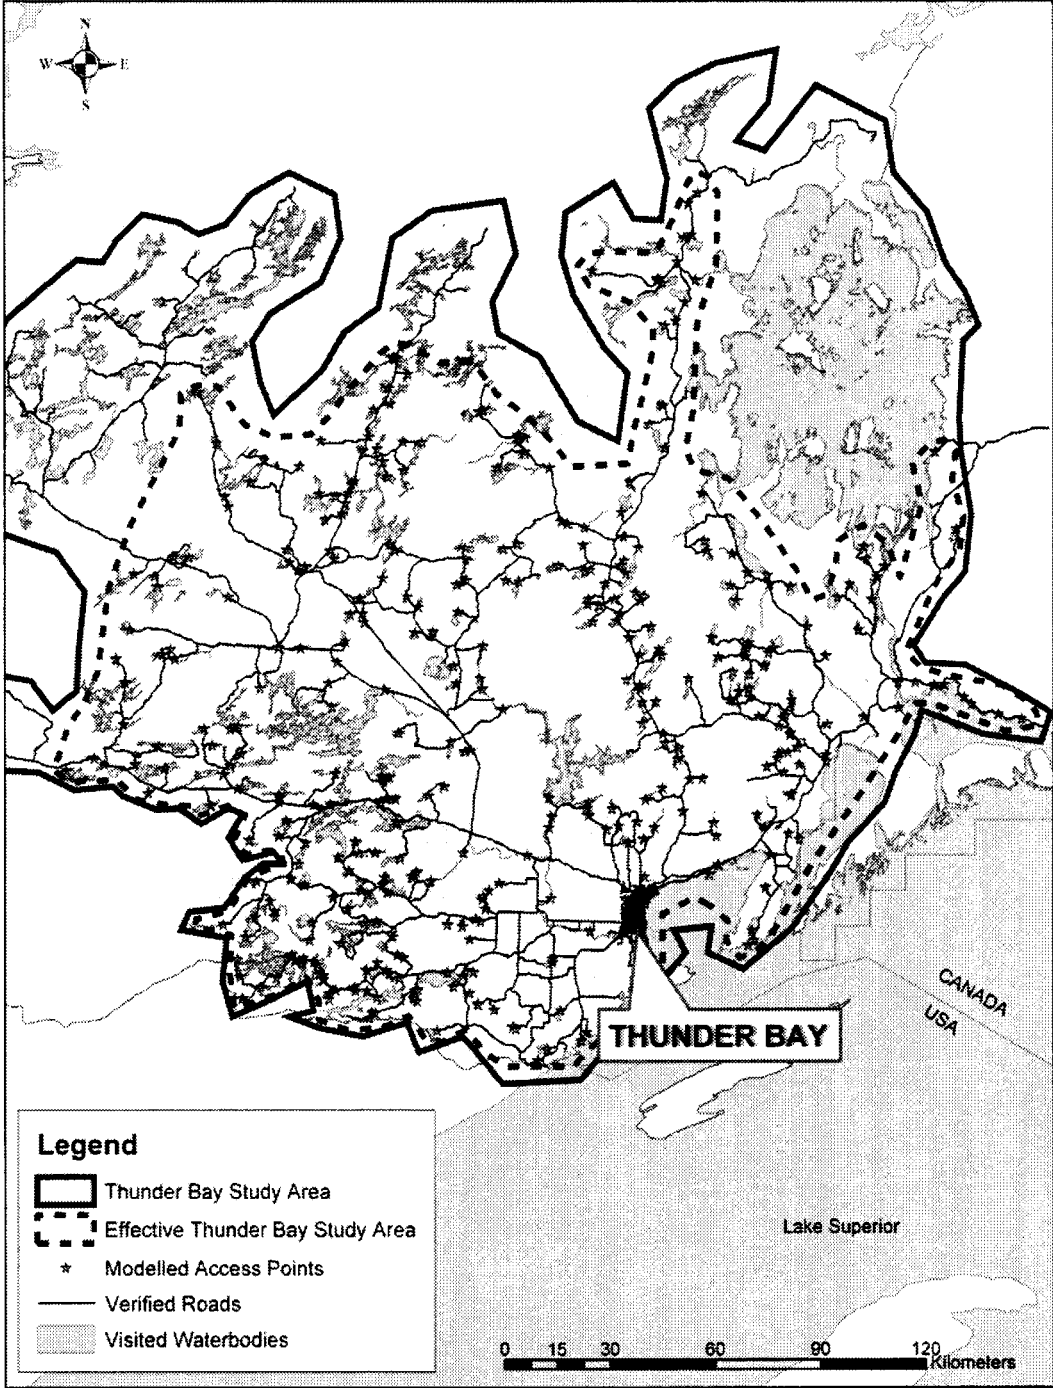 N
W E
S
CANADA
USA
THUNDER BAY
Legend
Thunder Bay Study Area
Effective Thunder Bay Study Area
Modelled Access Points
Verified Roads
Visited Waterbodies
Lake Superior
0 15 30 60 90 120
Kilometers